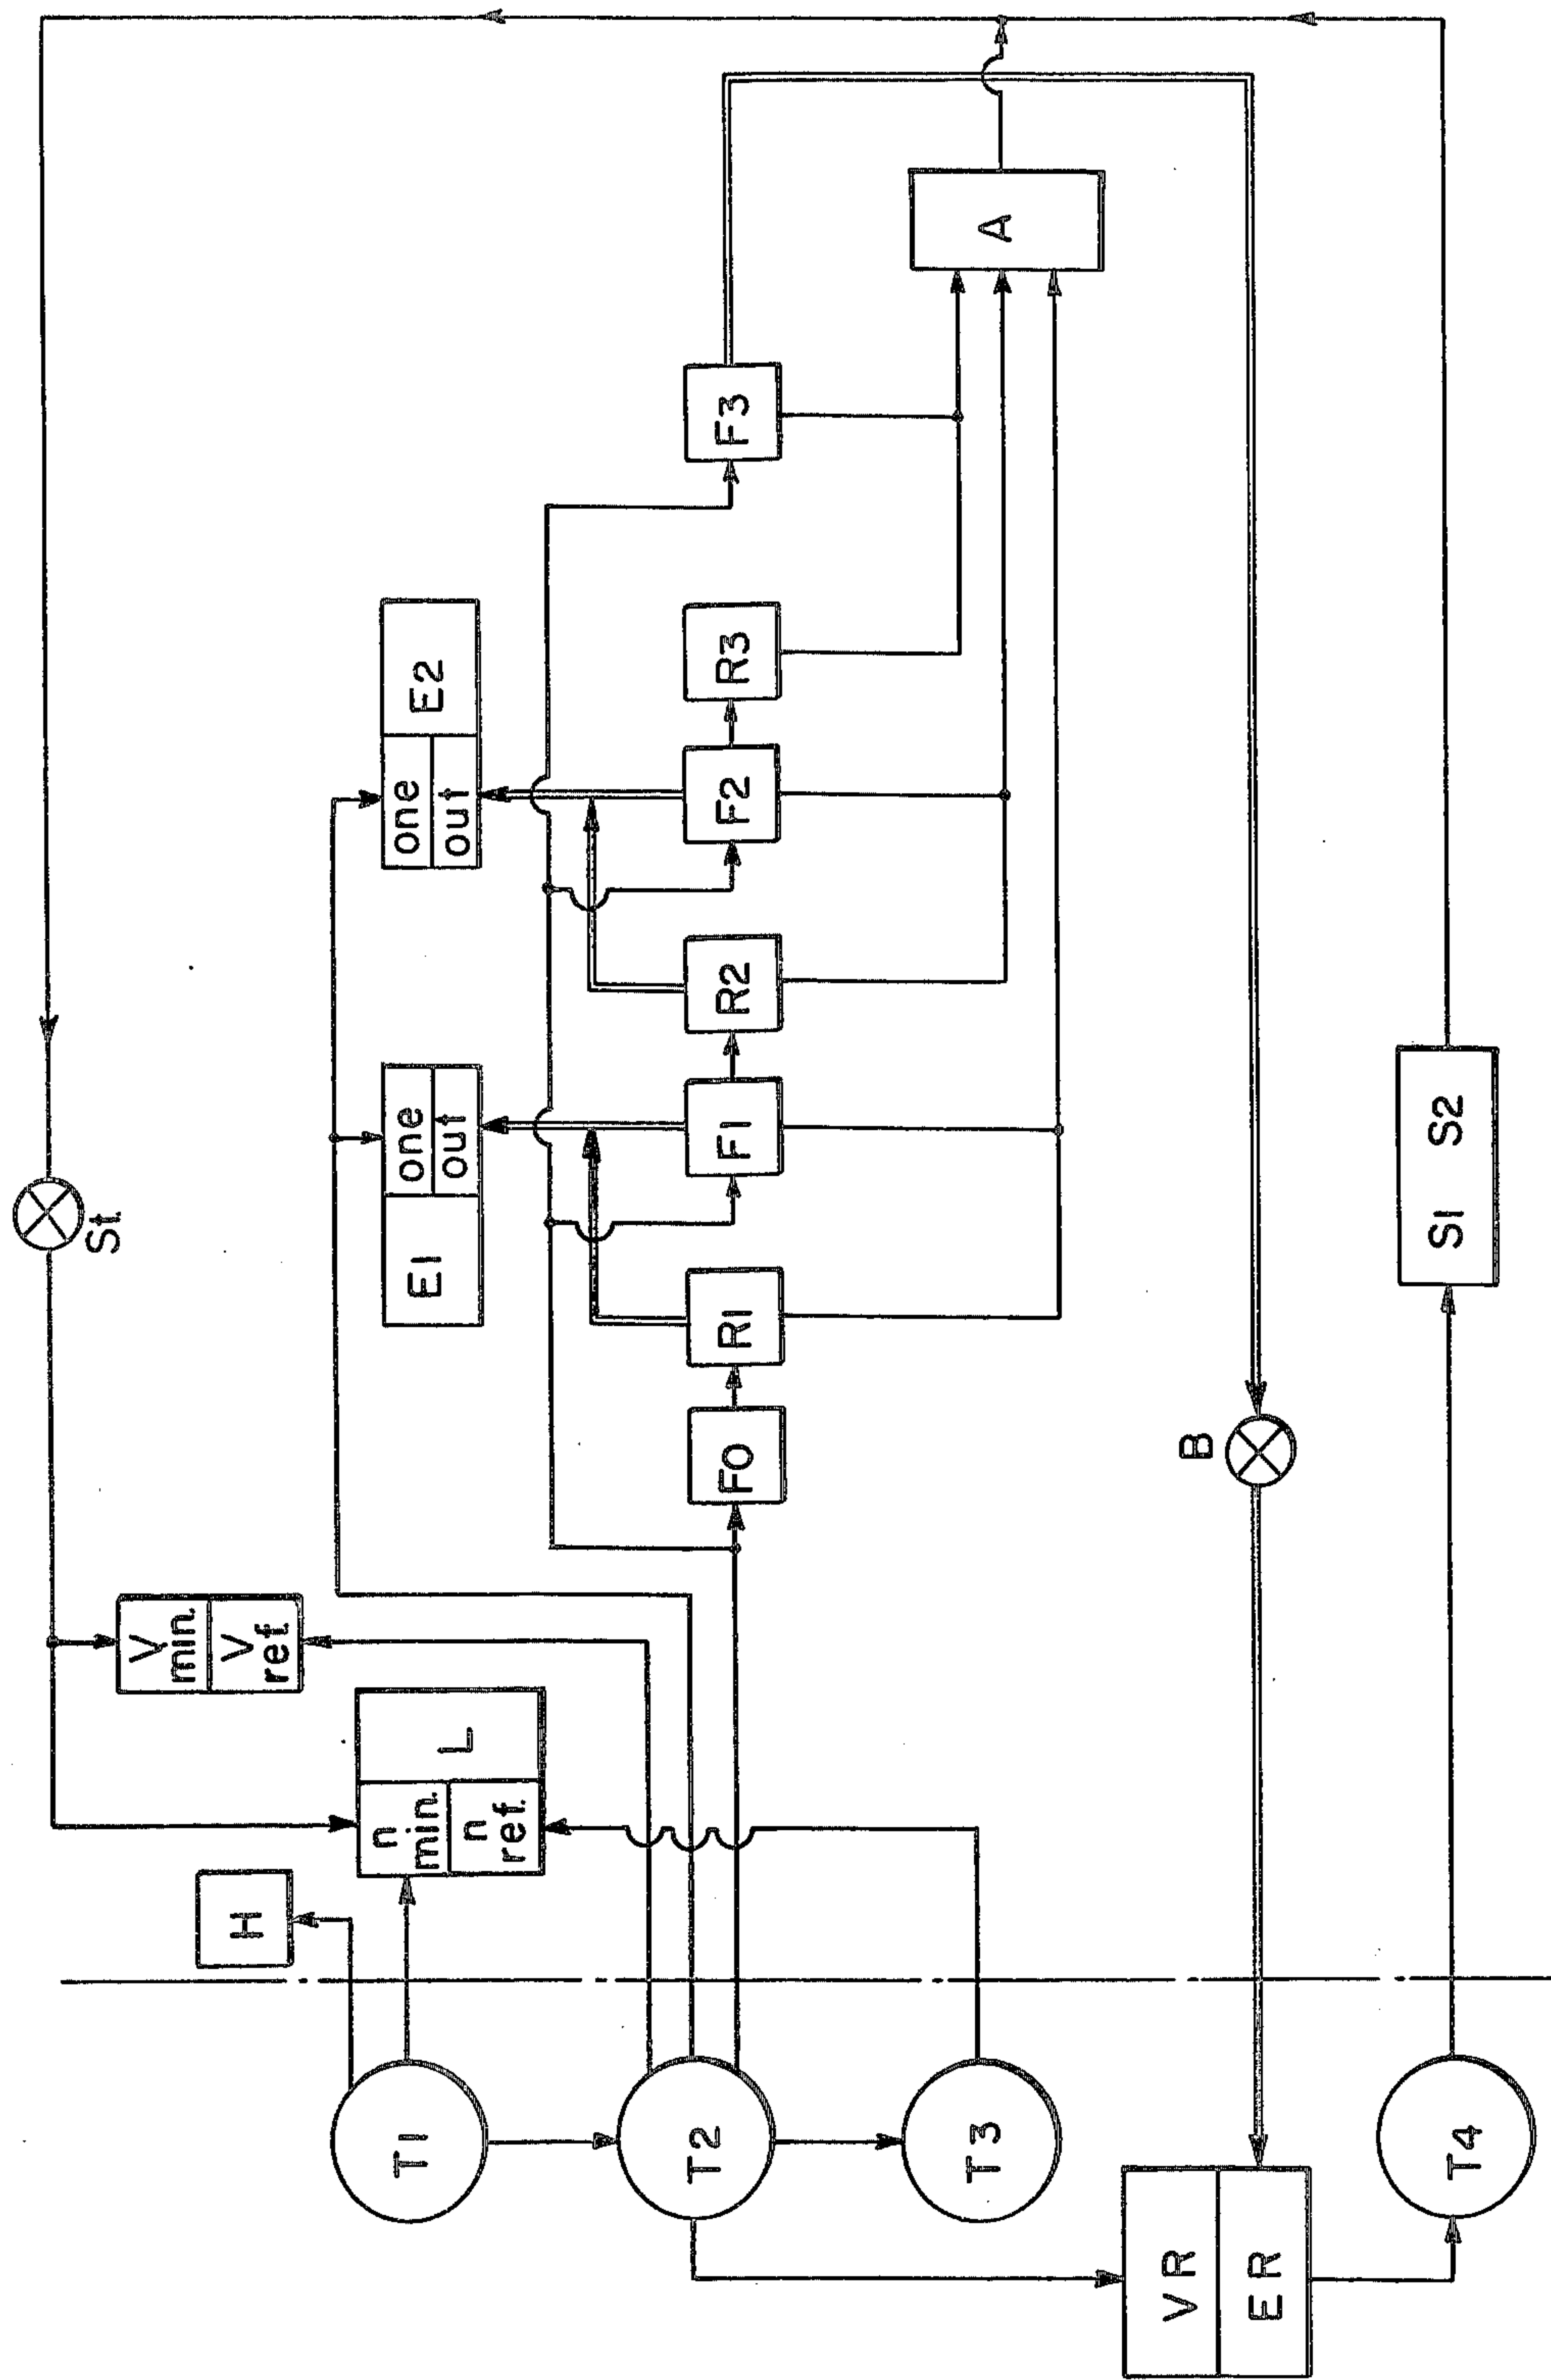 St.
V
min.
V
ref.
H
T1
n
min.
L
n
ref.
E1
one
out
one
out
E2
T2
F0
R1
F1
R2
F2
R3
F3
T3
A
VR
ER
B
T4
S1 S2